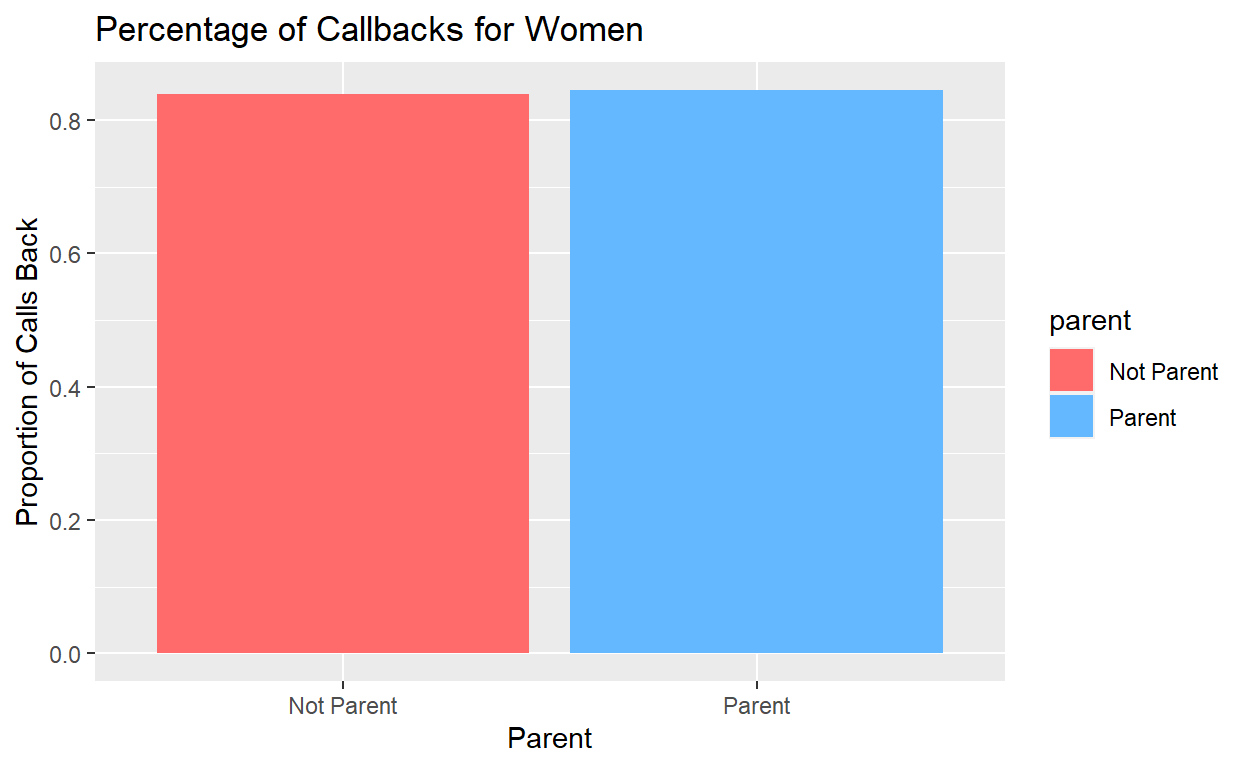 Percentage of Callbacks for Women
Proportion of Calls Back
0.8
0.6
0.4
0.2
0.0
Not Parent
Parent
Parent
parent
Not Parent
Parent